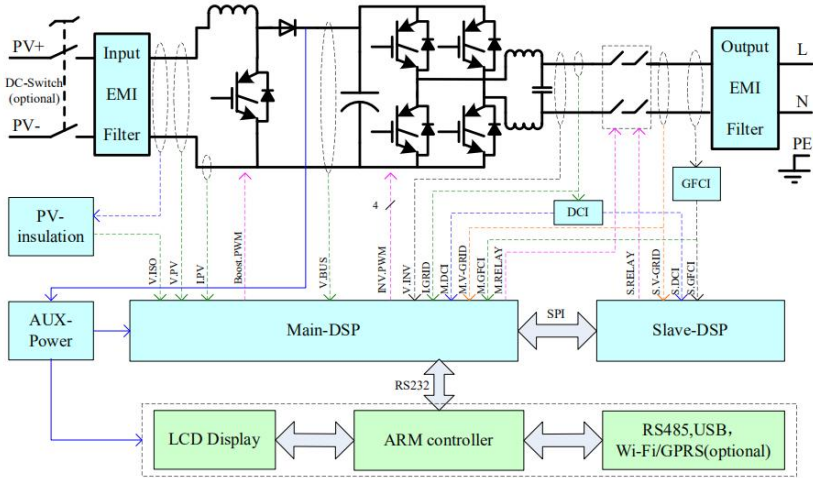 PV+
DC-Switch
(optional)
PV-
Input
EMI
Filter
Output
EMI
Filter
L
N
PE
GFCI
DCI
4
PV-
insulation
V.ISO
V.PV
I.PV
Boost.PWM
V.BUS
INV.PWM
V.INV
I.GRID
M.DCI
M.V-GRID
M.GFCI
M.RELAY
S.RELAY
S.V-GRID
S.DCI
S.GFCI
AUX-
Power
Main-DSP
SPI
Slave-DSP
RS232
LCD Display
ARM controller
RS485,USB，
Wi-Fi/GPRS(optional)